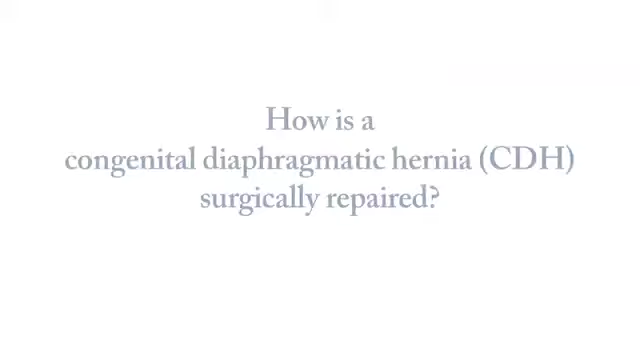 How is a
congenital diaphragmatic hernia (CDH)
surgically repaired?